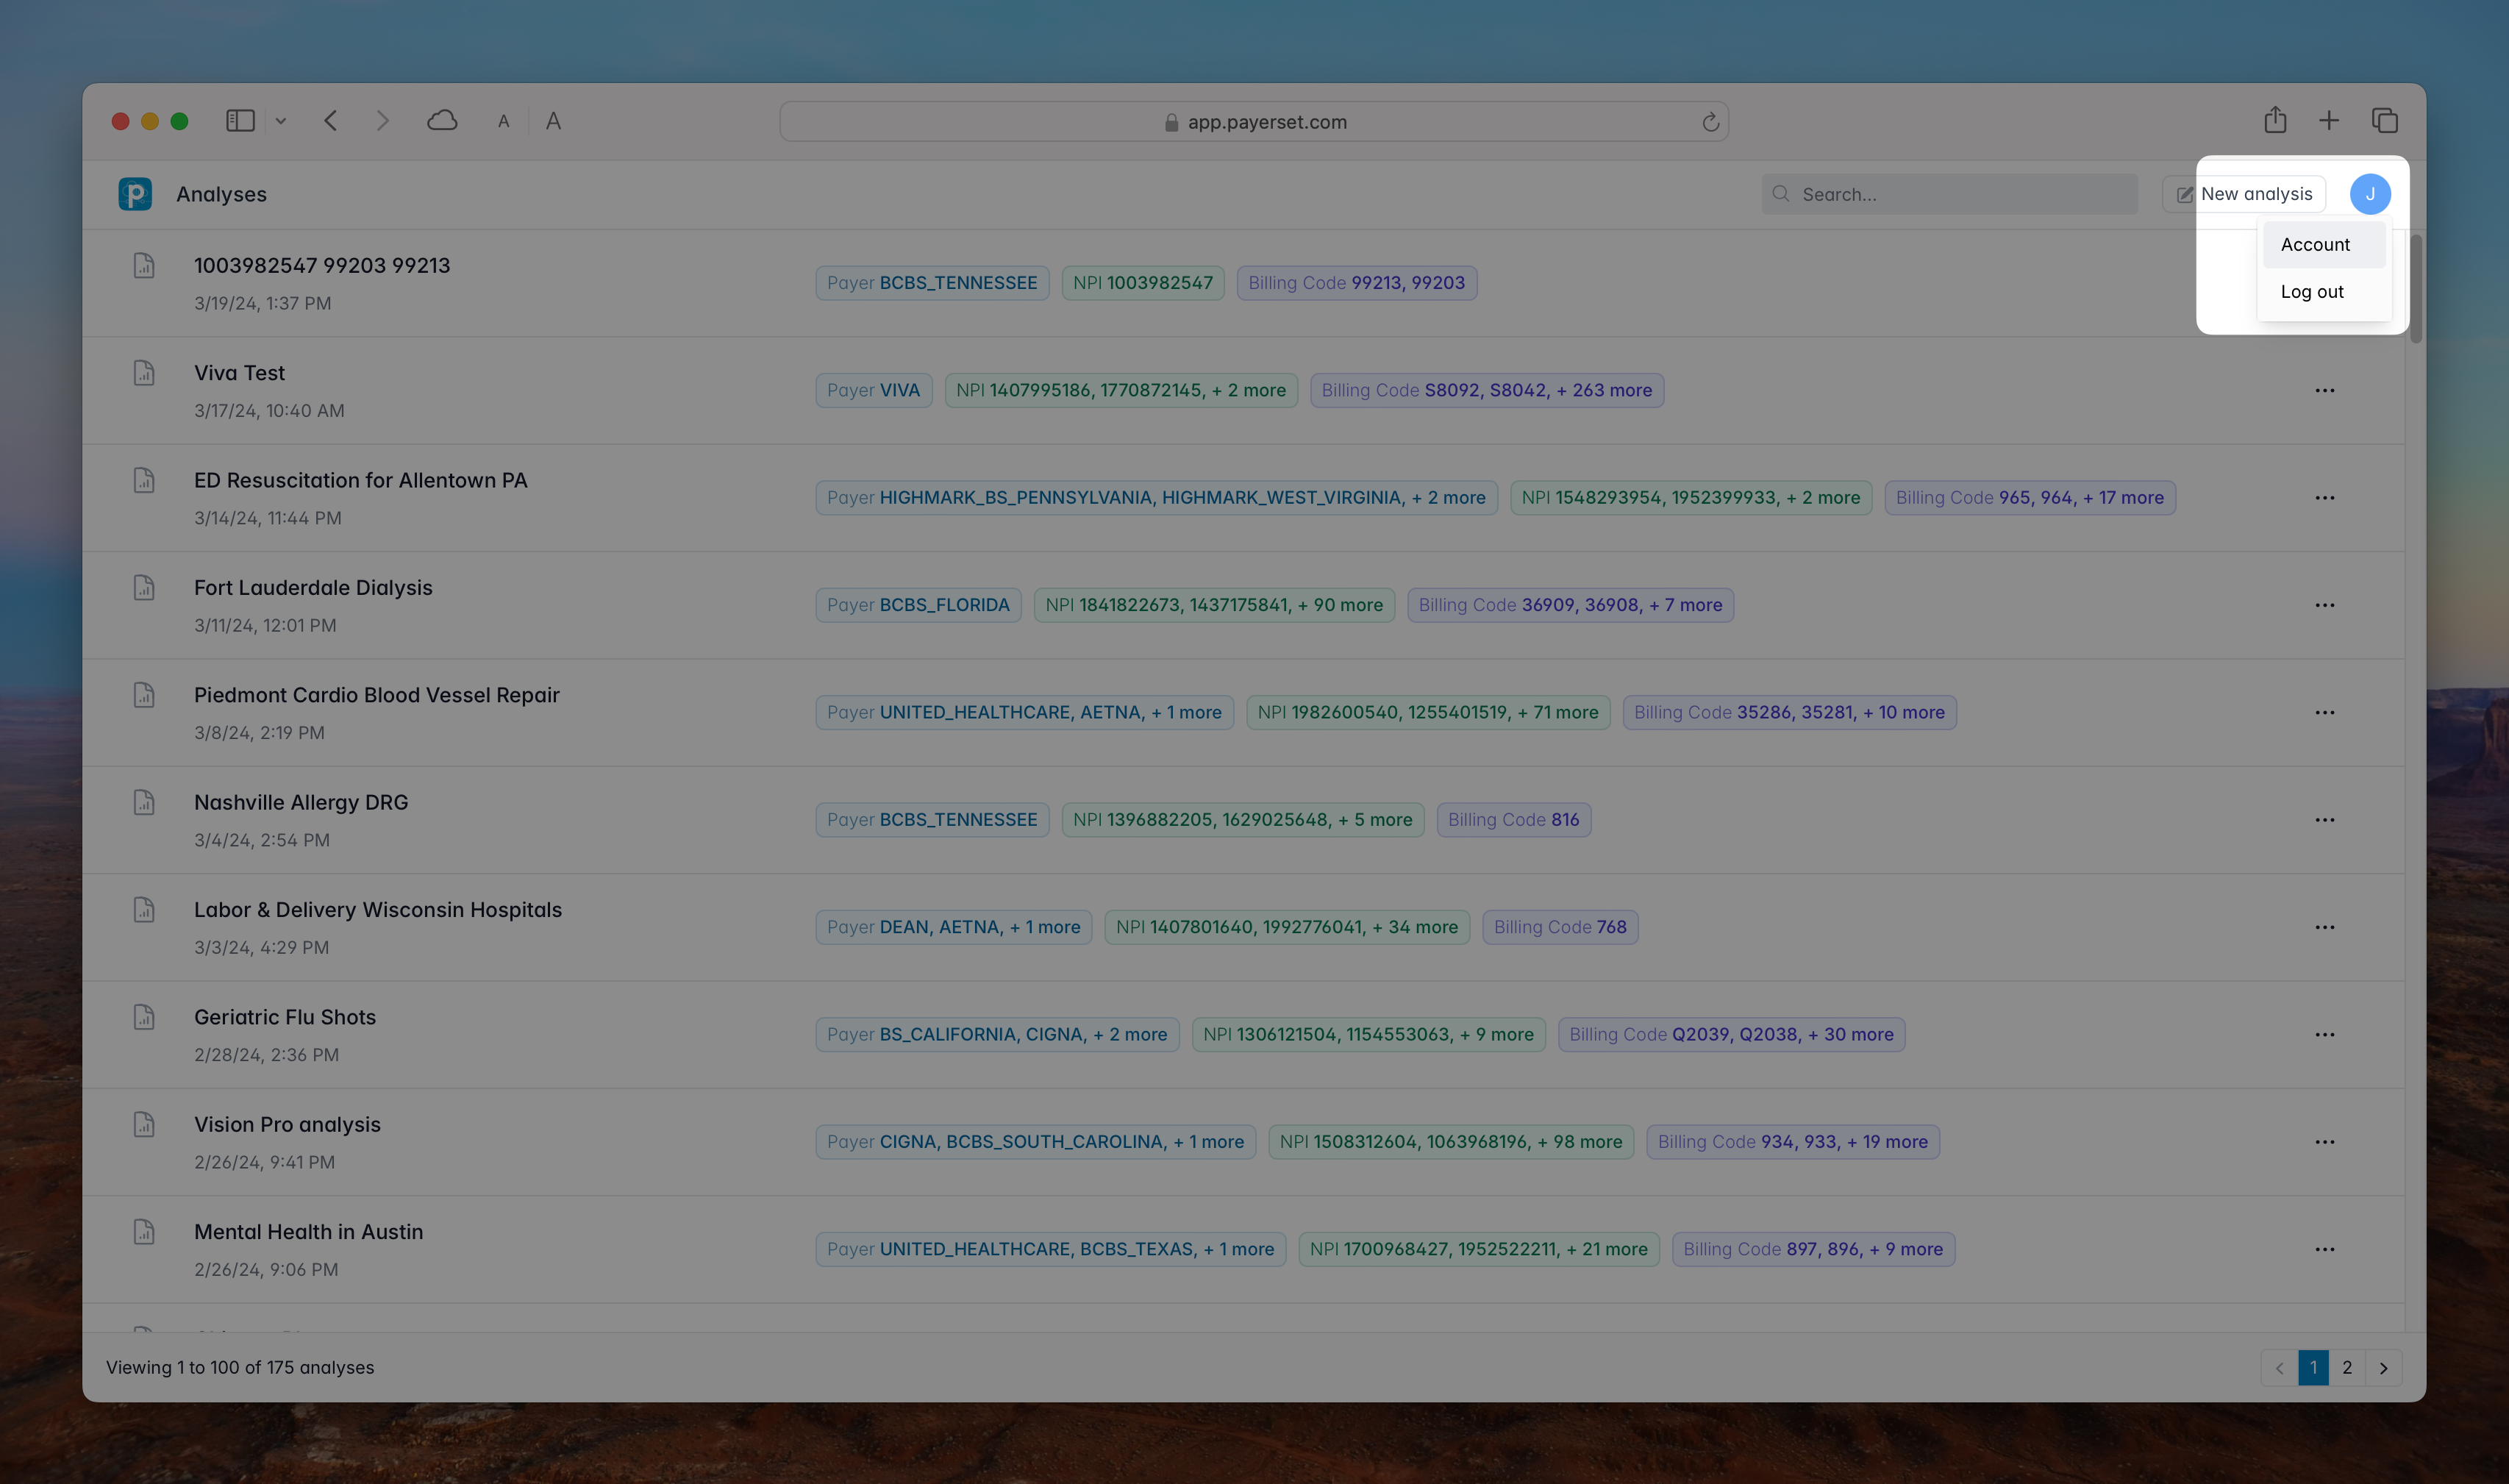 A A
app.payerset.com
p Analyses
Search...
New analysis
J
Account
Log out
1003982547 99203 99213
3/19/24, 1:37 PM
Payer BCBS_TENNESSEE NPI 1003982547 Billing Code 99213, 99203
Viva Test
3/17/24, 10:40 AM
Payer VIVA NPI 1407995186, 1770872145, + 2 more Billing Code S8092, S8042, + 263 more
ED Resuscitation for Allentown PA
3/14/24, 11:44 PM
Payer HIGHMARK_BS_PENNSYLVANIA, HIGHMARK_WEST_VIRGINIA, + 2 more NPI 1548293954, 1952399933, + 2 more Billing Code 965, 964, + 17 more
Fort Lauderdale Dialysis
3/11/24, 12:01 PM
Payer BCBS_FLORIDA NPI 1841822673, 1437175841, + 90 more Billing Code 36909, 36908, + 7 more
Piedmont Cardio Blood Vessel Repair
3/8/24, 2:19 PM
Payer UNITED_HEALTHCARE, AETNA, + 1 more NPI 1982600540, 1255401519, + 71 more Billing Code 35286, 35281, + 10 more
Nashville Allergy DRG
3/4/24, 2:54 PM
Payer BCBS_TENNESSEE NPI 1396882205, 1629025648, + 5 more Billing Code 816
Labor & Delivery Wisconsin Hospitals
3/3/24, 4:29 PM
Payer DEAN, AETNA, + 1 more NPI 1407801640, 1992776041, + 34 more Billing Code 768
Geriatric Flu Shots
2/28/24, 2:36 PM
Payer BS_CALIFORNIA, CIGNA, + 2 more NPI 1306121504, 1154553063, + 9 more Billing Code Q2039, Q2038, + 30 more
Vision Pro analysis
2/26/24, 9:41 PM
Payer CIGNA, BCBS_SOUTH_CAROLINA, + 1 more NPI 1508312604, 1063968196, + 98 more Billing Code 934, 933, + 19 more
Mental Health in Austin
2/26/24, 9:06 PM
Payer UNITED_HEALTHCARE, BCBS_TEXAS, + 1 more NPI 1700968427, 1952522211, + 21 more Billing Code 897, 896, + 9 more
Viewing 1 to 100 of 175 analyses
1 2